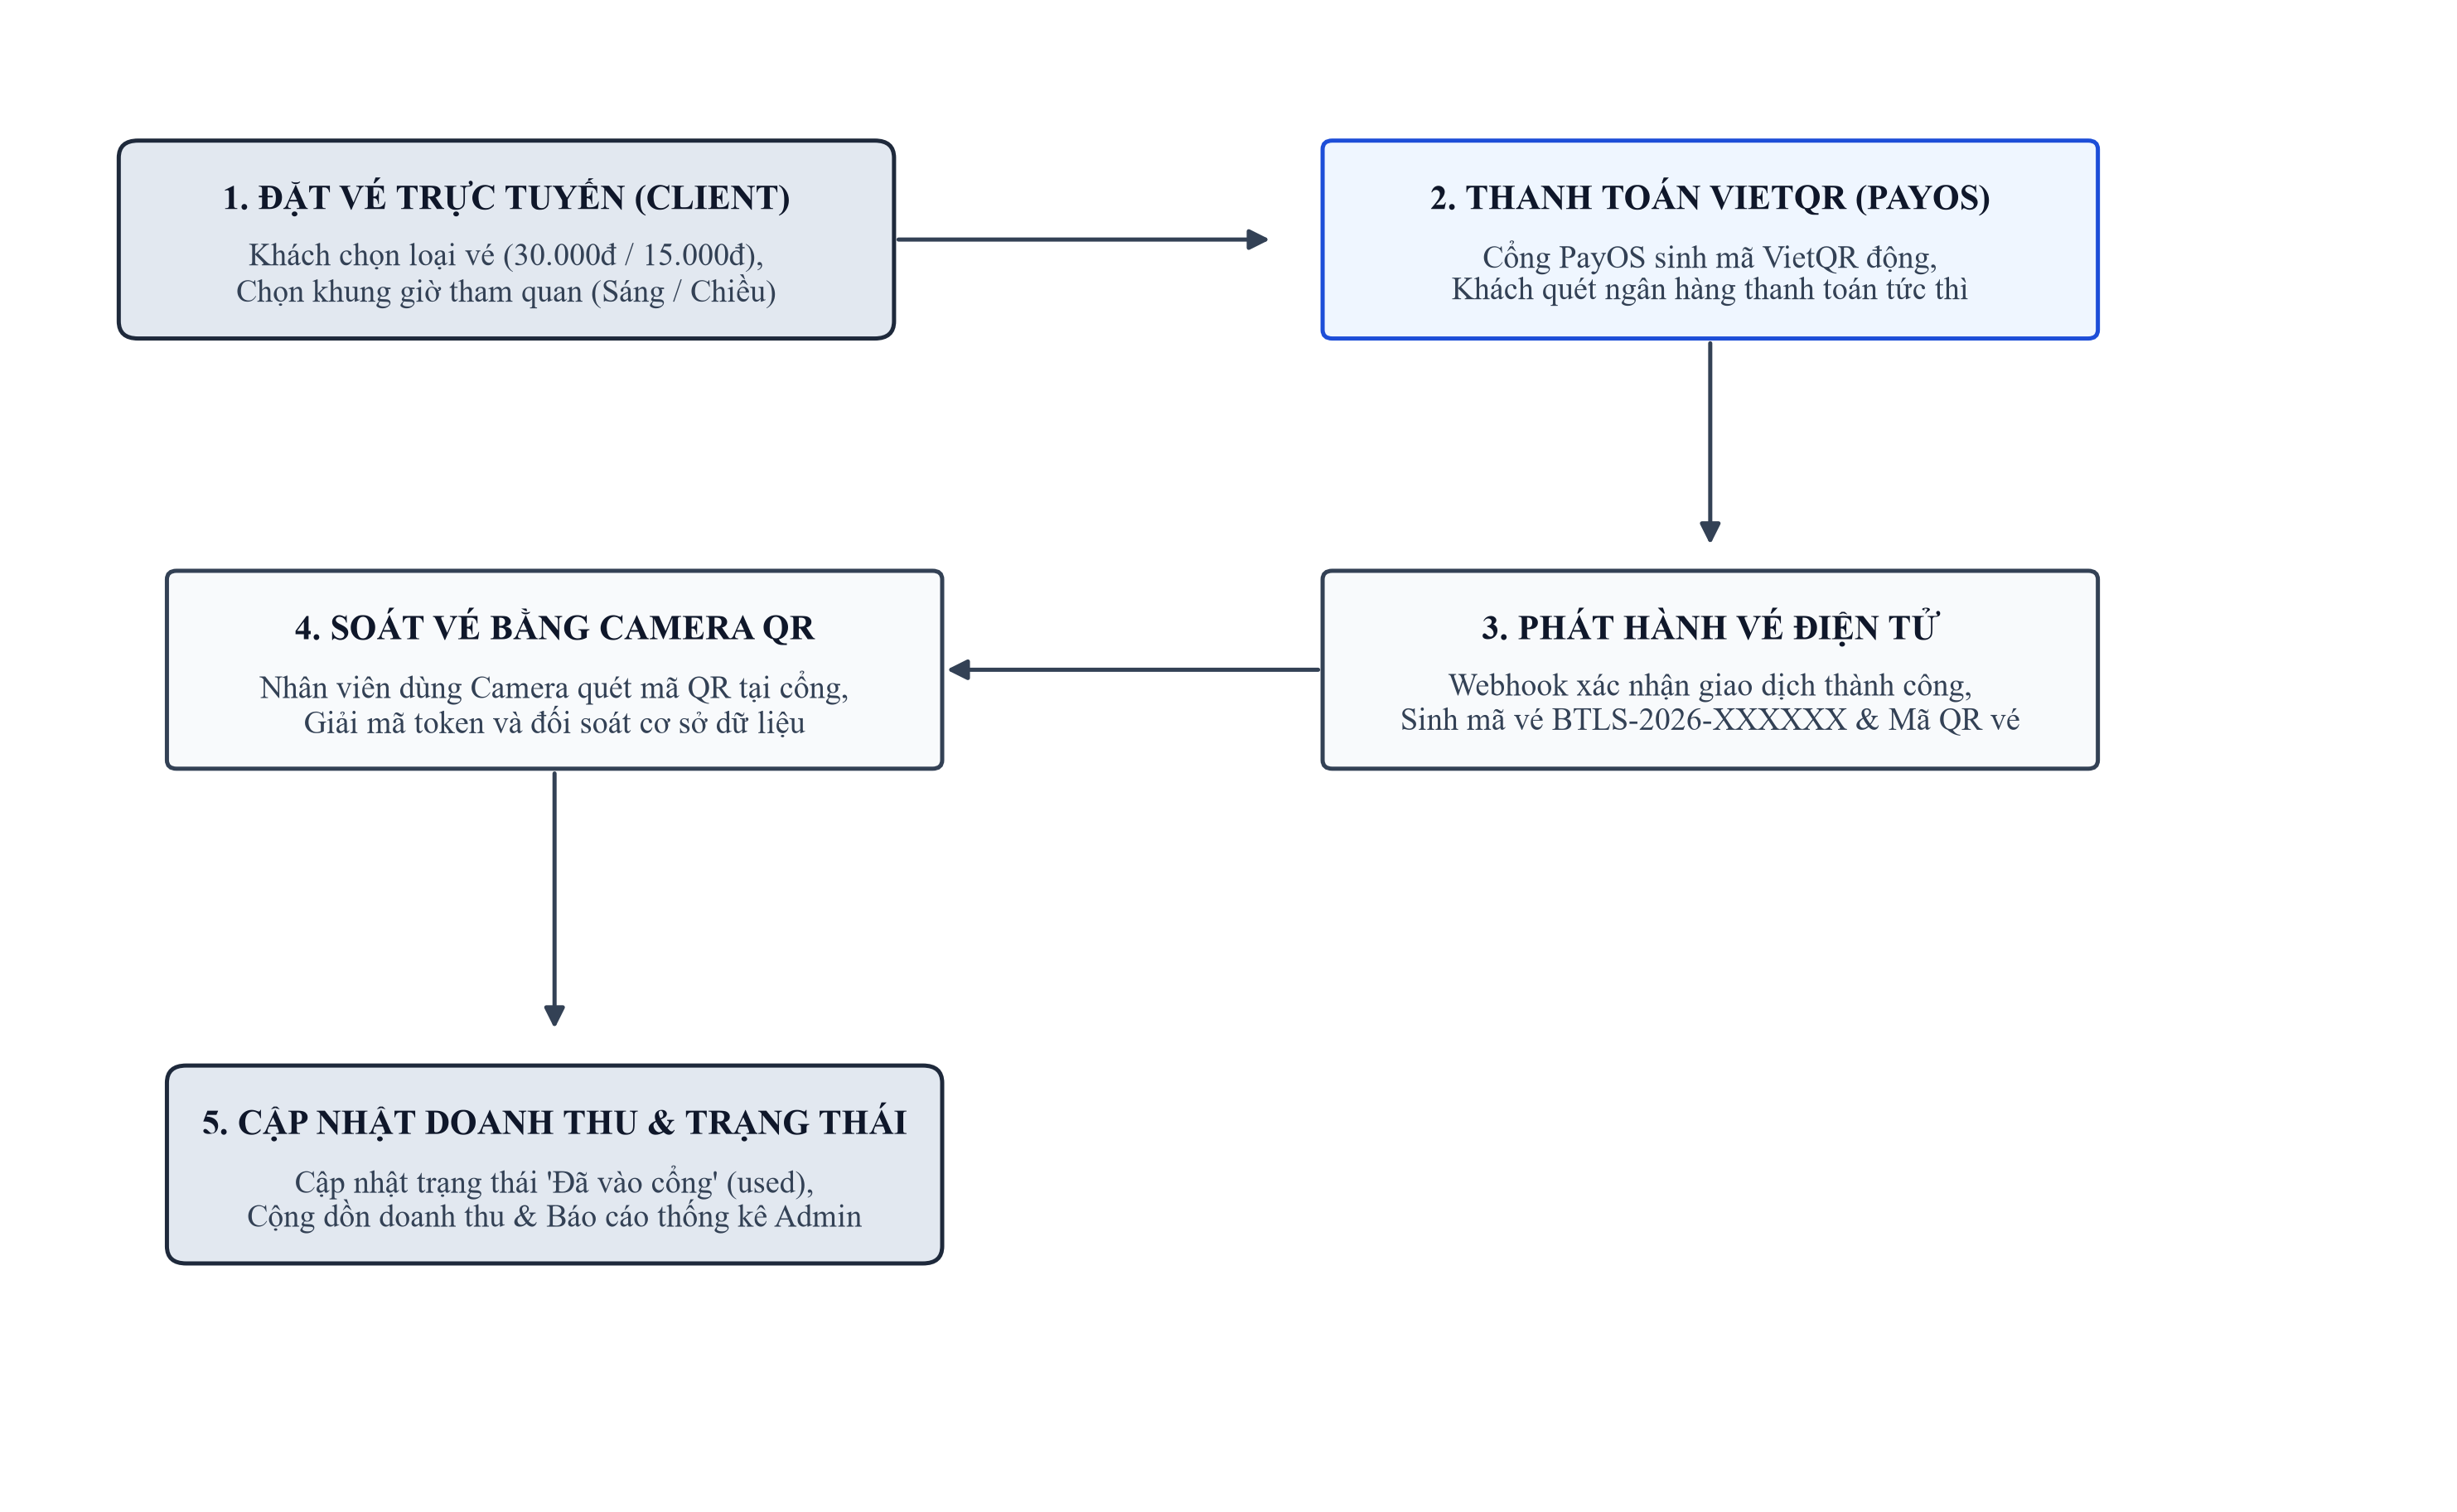 1. ĐẶT VÉ TRỰC TUYẾN (CLIENT)
Khách chọn loại vé (30.000đ / 15.000đ),
Chọn khung giờ tham quan (Sáng / Chiều)
2. THANH TOÁN VIETQR (PAYOS)
Cổng PayOS sinh mã VietQR động,
Khách quét ngân hàng thanh toán tức thì
3. PHÁT HÀNH VÉ ĐIỆN TỬ
Webhook xác nhận giao dịch thành công,
Sinh mã vé BTLS-2026-XXXXXX & Mã QR vé
4. SOÁT VÉ BẰNG CAMERA QR
Nhân viên dùng Camera quét mã QR tại cổng,
Giải mã token và đối soát cơ sở dữ liệu
5. CẬP NHẬT DOANH THU & TRẠNG THÁI
Cập nhật trạng thái 'Đã vào cổng' (used),
Cộng dồn doanh thu & Báo cáo thống kê Admin